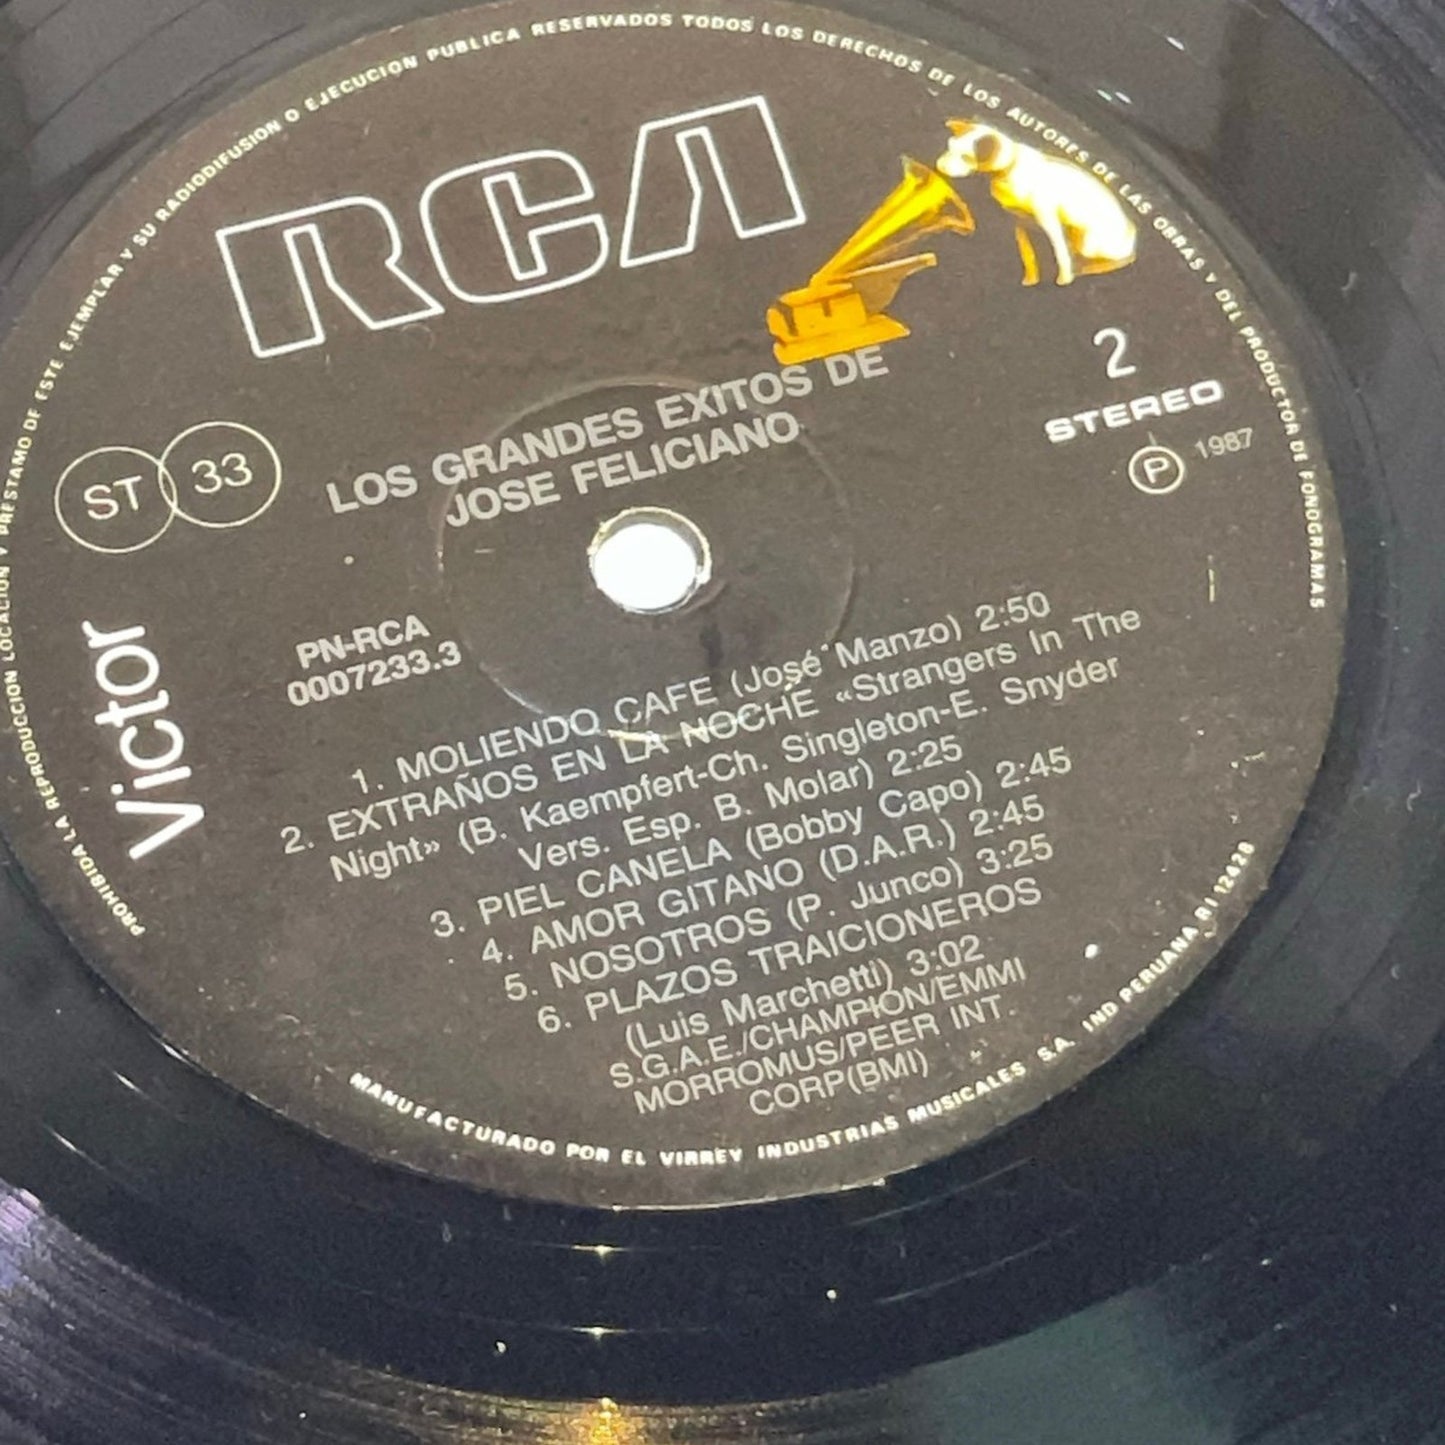 PROHIBIDA LA REPRODUCCION LOCACION Y PRESTAMO DE ESTE EJEMPLAR Y SU RADIODIFUSION O EJECUCION PUBLICA RESERVADOS TODOS LOS DERECHOS DE LOS AUTORES DE LAS OBRAS Y DEL PRODUCTOR DE FONOGRAMAS
RCA
2
STEREO
Ⓟ 1987
LOS GRANDES EXITOS DE
JOSE FELICIANO
ST 33
Victor
PN-RCA
0007233.3
1. MOLIENDO CAFE (José Manzo) 2:50
2. EXTRAÑOS EN LA NOCHE «Strangers In The
Night» (B. Kaempfert-Ch. Singleton-E. Snyder
Vers. Esp. B. Molar) 2:25
3. PIEL CANELA (Bobby Capo) 2:45
4. AMOR GITANO (D.A.R.) 2:45
5. NOSOTROS (P. Junco) 3:25
6. PLAZOS TRAICIONEROS
(Luis Marchetti) 3:02
S.G.A.E./CHAMPION/EMMI
MORROMUS/PEER INT.
CORP(BMI)
MANUFACTURADO POR EL VIRREY INDUSTRIAS MUSICALES S.A. IND PERUANA R I 12428